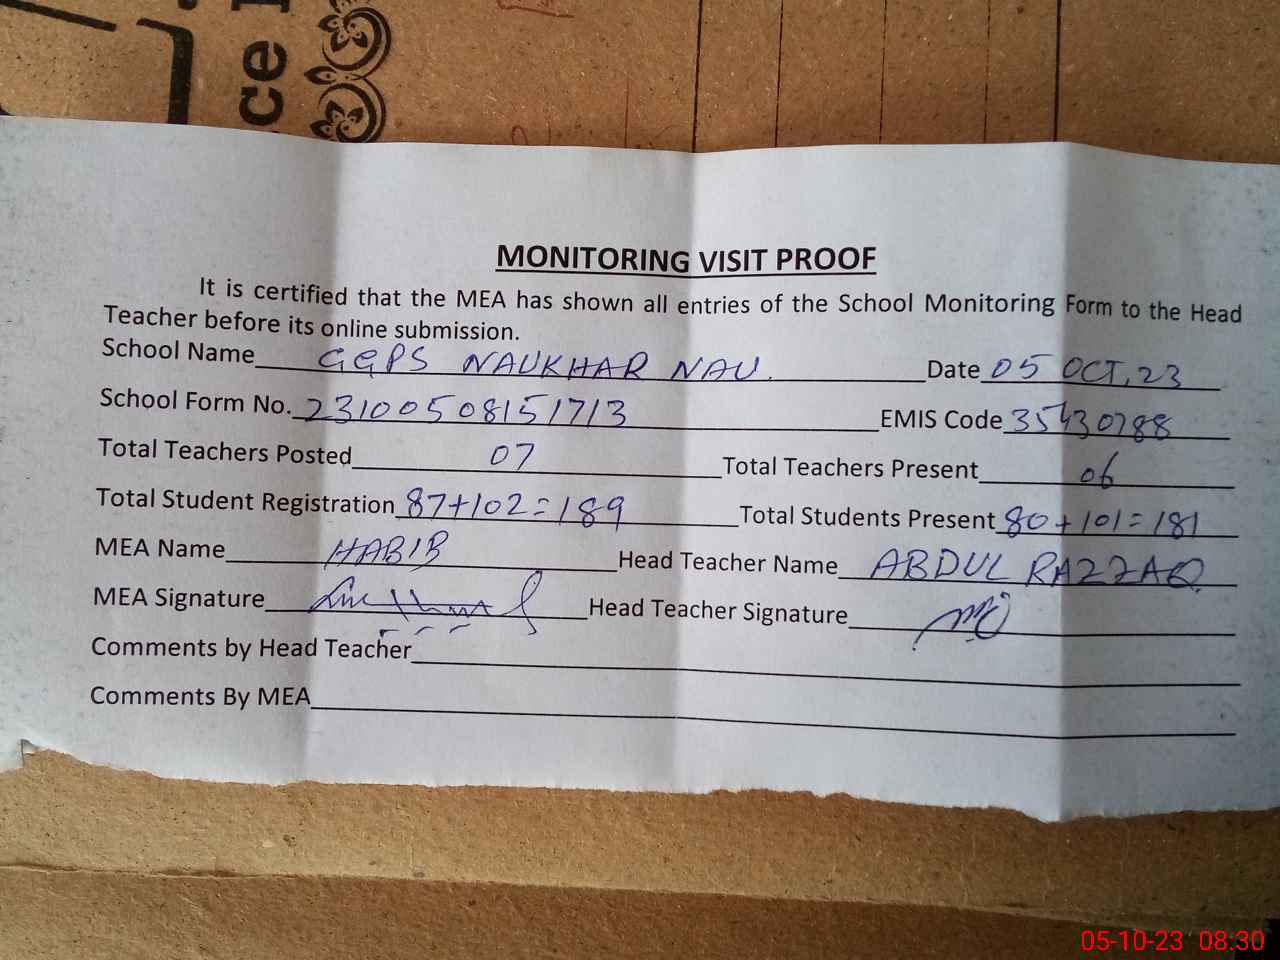 ce
MONITORING VISIT PROOF
It is certified that the MEA has shown all entries of the School Monitoring Form to the Head
Teacher before its online submission.
School Name GGPS NAUKHAR NAU. Date 05 OCT, 23
School Form No. 23100508151713 EMIS Code 35430788
Total Teachers Posted 07 Total Teachers Present 06
Total Student Registration 87+102=189 Total Students Present 80+101=181
MEA Name HABIB Head Teacher Name ABDUL RAZZAQ
MEA Signature Head Teacher Signature
Comments by Head Teacher
Comments By MEA
05-10-23 08:30